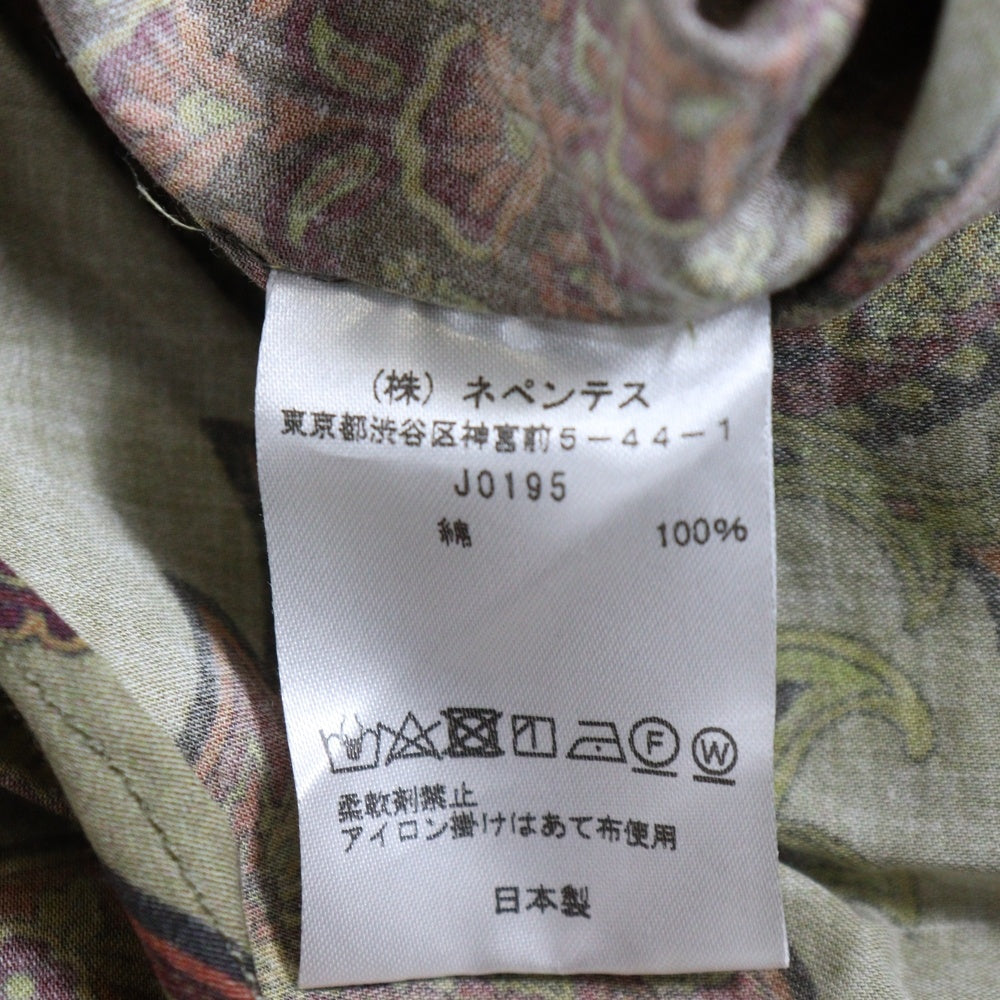 (株) ネペンテス
東京都渋谷区神宮前5-44-1
J0195
綿 100%
F W
柔軟剤禁止
アイロン掛けはあて布使用
日本製